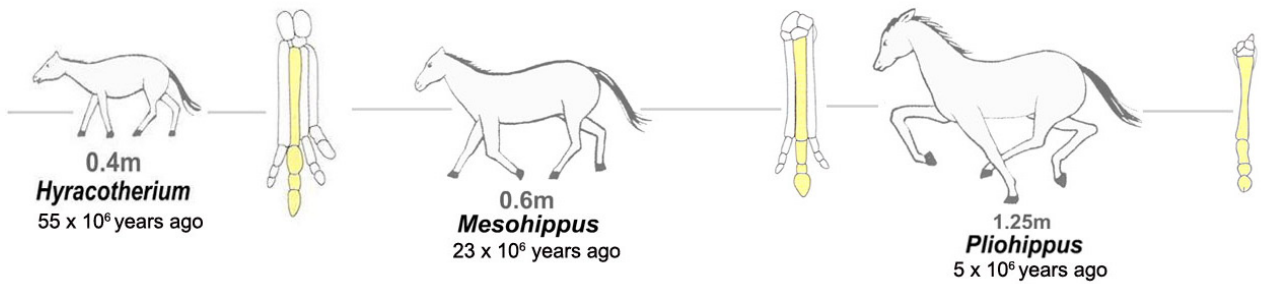 0.4m
Hyracotherium
55 x 10⁶ years ago
0.6m
Mesohippus
23 x 10⁶ years ago
1.25m
Pliohippus
5 x 10⁶ years ago